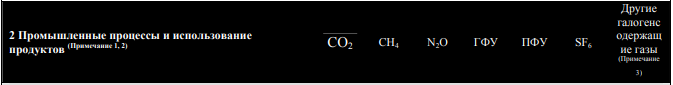 2 Промышленные процессы и использование продуктов (Примечание 1, 2)
CO2
CH4
N2O
ГФУ
ПФУ
SF6
Другие
галогенс
одержащ
ие газы
(Примечание
3)